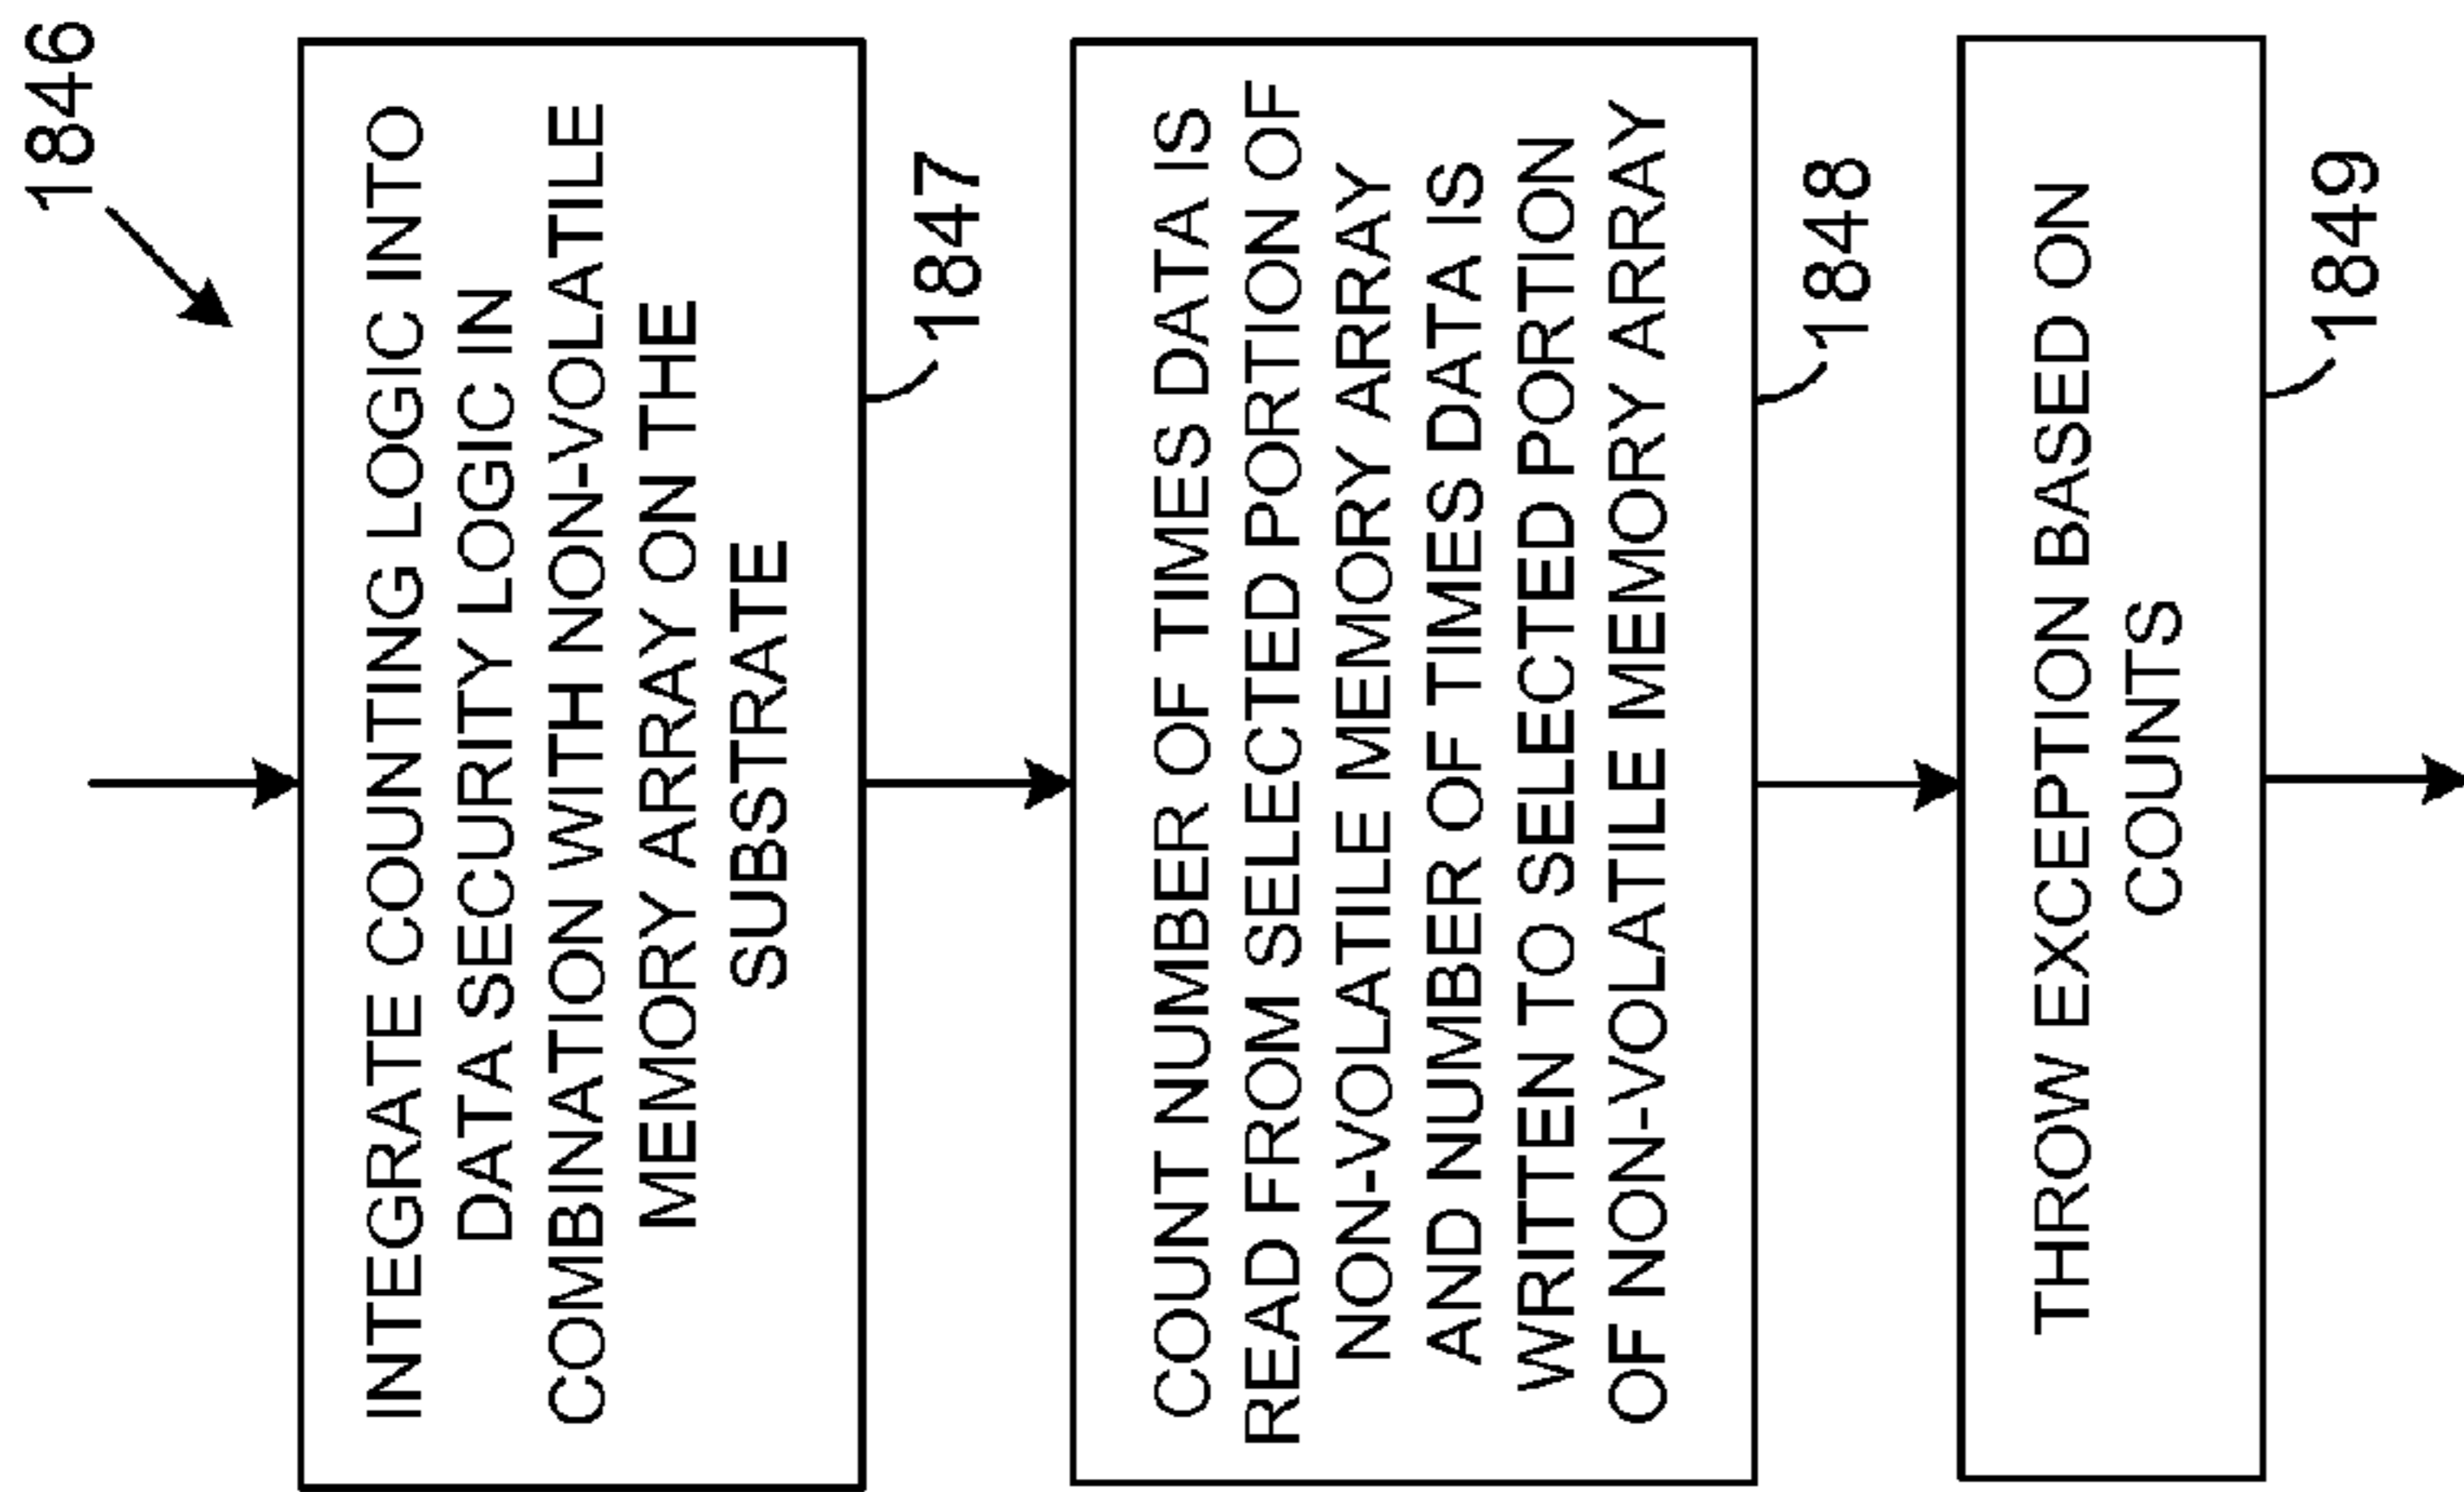 1846
INTEGRATE COUNTING LOGIC INTO
DATA SECURITY LOGIC IN
COMBINATION WITH NON-VOLATILE
MEMORY ARRAY ON THE
SUBSTRATE
1847
COUNT NUMBER OF TIMES DATA IS
READ FROM SELECTED PORTION OF
NON-VOLATILE MEMORY ARRAY
AND NUMBER OF TIMES DATA IS
WRITTEN TO SELECTED PORTION
OF NON-VOLATILE MEMORY ARRAY
1848
THROW EXCEPTION BASED ON
COUNTS
1849